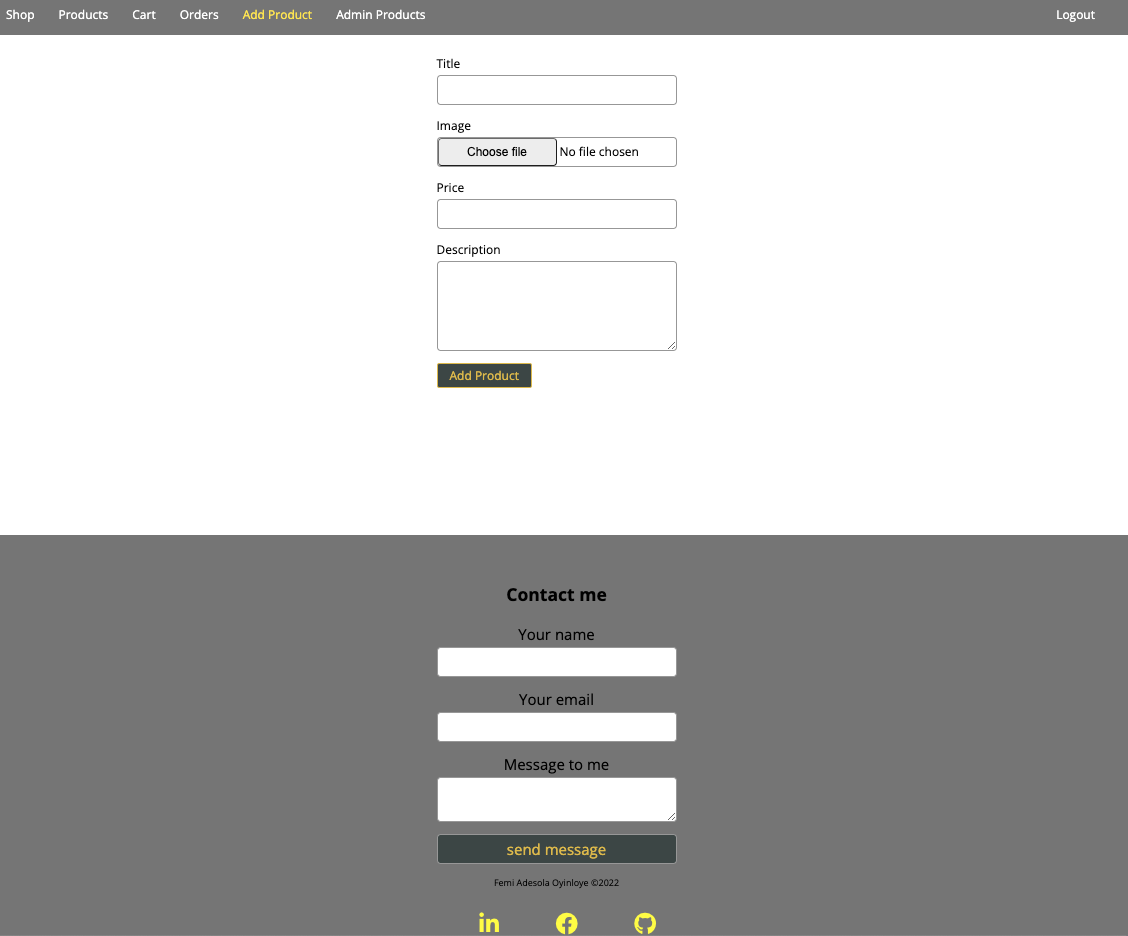 Shop Products Cart Orders Add Product Admin Products Logout
Title
Image
Choose file No file chosen
Price
Description
Add Product
Contact me
Your name
Your email
Message to me
send message
Femi Adesola Oyinloye ©2022
in